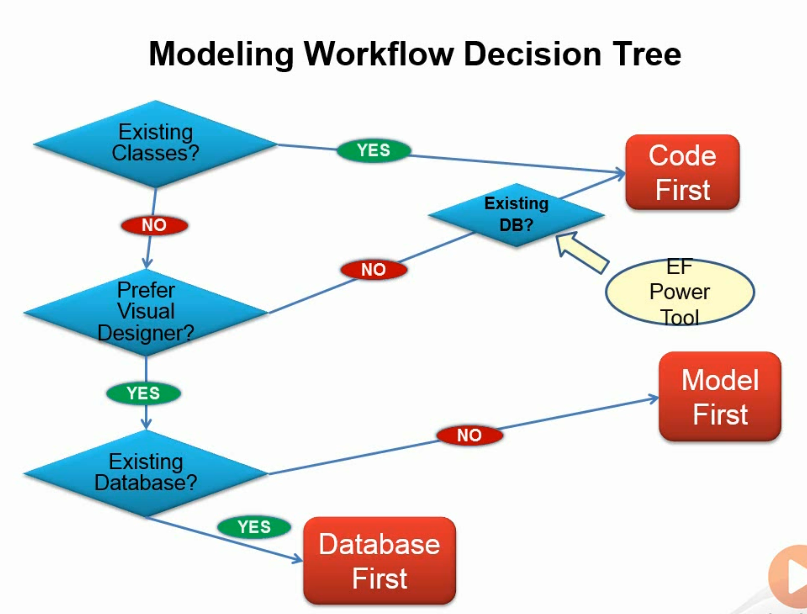 Modeling Workflow Decision Tree
Existing
Classes?
YES
Code
First
Existing
DB?
NO
NO
EF
Power
Tool
Prefer
Visual
Designer?
YES
Model
First
NO
Existing
Database?
YES
Database
First